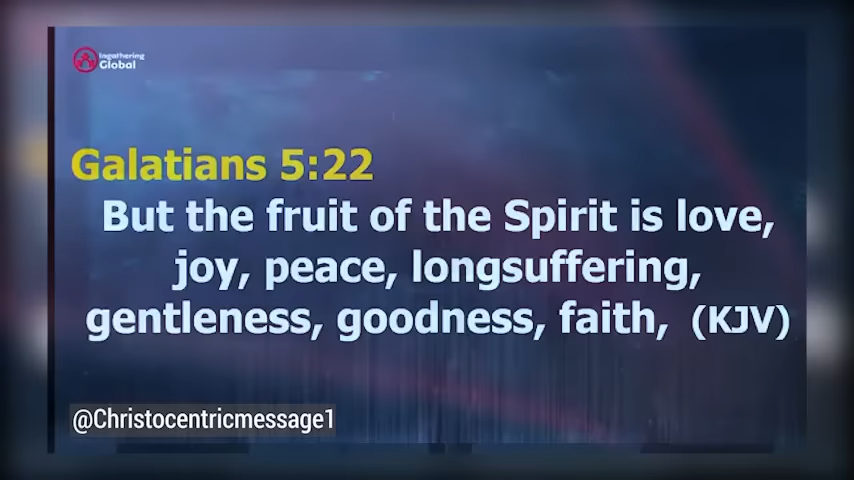 Ingathering
Global
Galatians 5:22
But the fruit of the Spirit is love,
joy, peace, longsuffering,
gentleness, goodness, faith, (KJV)
@Christocentricmessage1